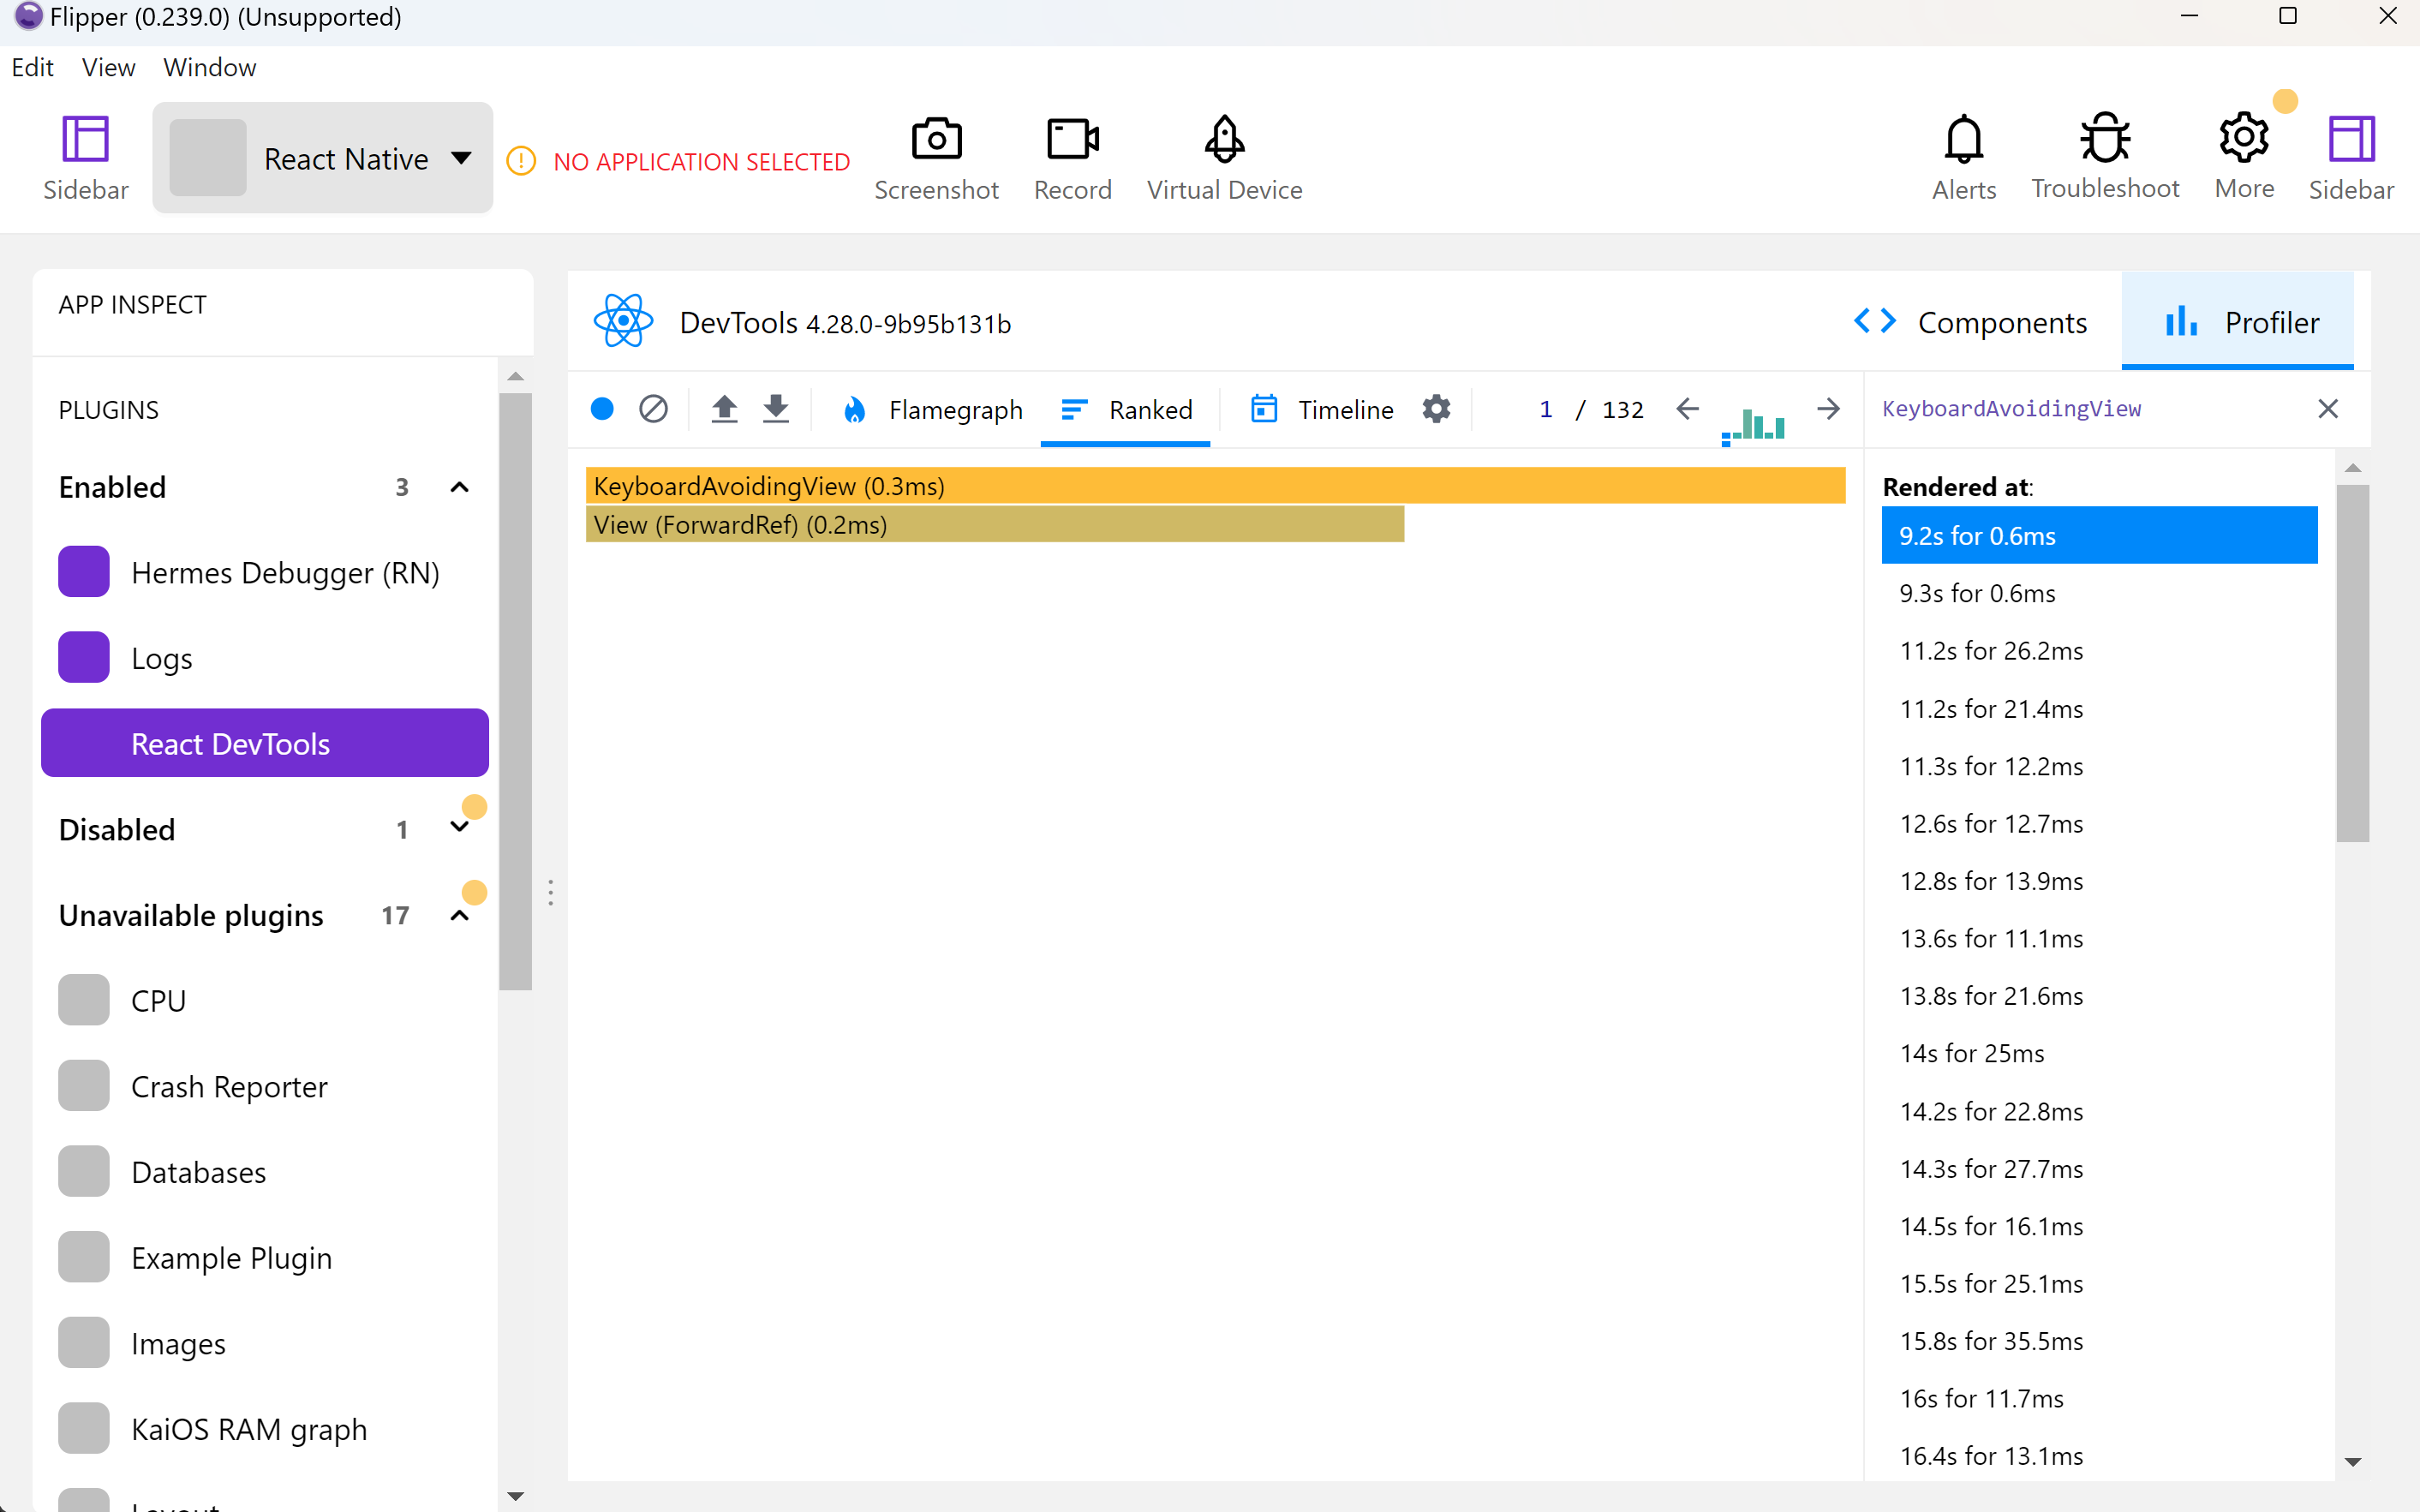 Flipper (0.239.0) (Unsupported)
Edit View Window
Sidebar
React Native
NO APPLICATION SELECTED
Screenshot
Record
Virtual Device
Alerts
Troubleshoot
More
Sidebar
APP INSPECT
PLUGINS
Enabled 3
Hermes Debugger (RN)
Logs
React DevTools
Disabled 1
Unavailable plugins 17
CPU
Crash Reporter
Databases
Example Plugin
Images
KaiOS RAM graph
Layout
DevTools 4.28.0-9b95b131b
Components
Profiler
Flamegraph
Ranked
Timeline
1 / 132
KeyboardAvoidingView
KeyboardAvoidingView (0.3ms)
View (ForwardRef) (0.2ms)
Rendered at:
9.2s for 0.6ms
9.3s for 0.6ms
11.2s for 26.2ms
11.2s for 21.4ms
11.3s for 12.2ms
12.6s for 12.7ms
12.8s for 13.9ms
13.6s for 11.1ms
13.8s for 21.6ms
14s for 25ms
14.2s for 22.8ms
14.3s for 27.7ms
14.5s for 16.1ms
15.5s for 25.1ms
15.8s for 35.5ms
16s for 11.7ms
16.4s for 13.1ms